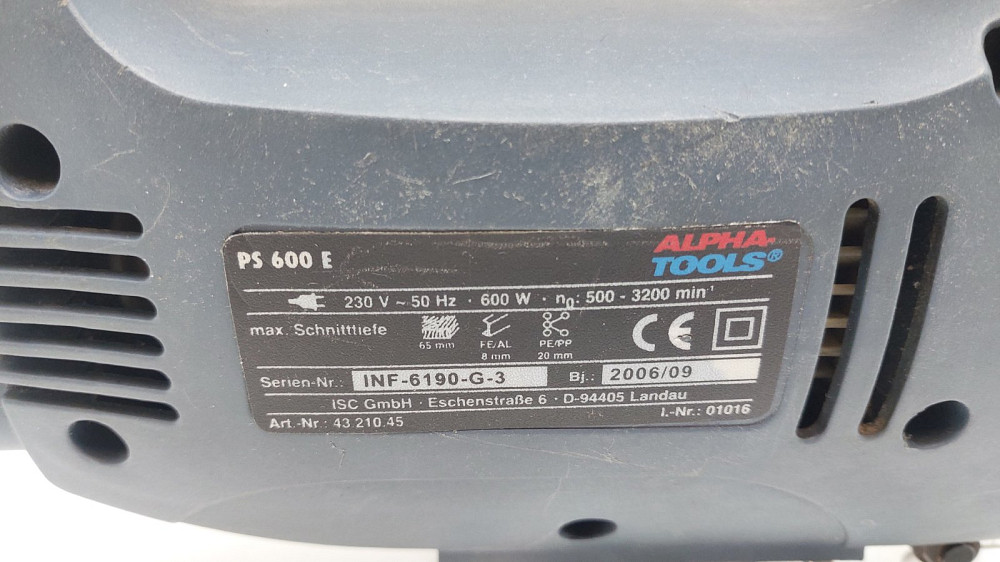 PS 600 E
ALPHA
TOOLS®
230 V ~ 50 Hz · 600 W · n₀: 500 - 3200 min⁻¹
max. Schnitttiefe
65 mm
FE/AL
8 mm
PE/PP
20 mm
CE
Serien-Nr.: INF-6190-G-3 Bj.: 2006/09
ISC GmbH · Eschenstraße 6 · D-94405 Landau
Art.-Nr.: 43.210.45 I.-Nr.: 01016